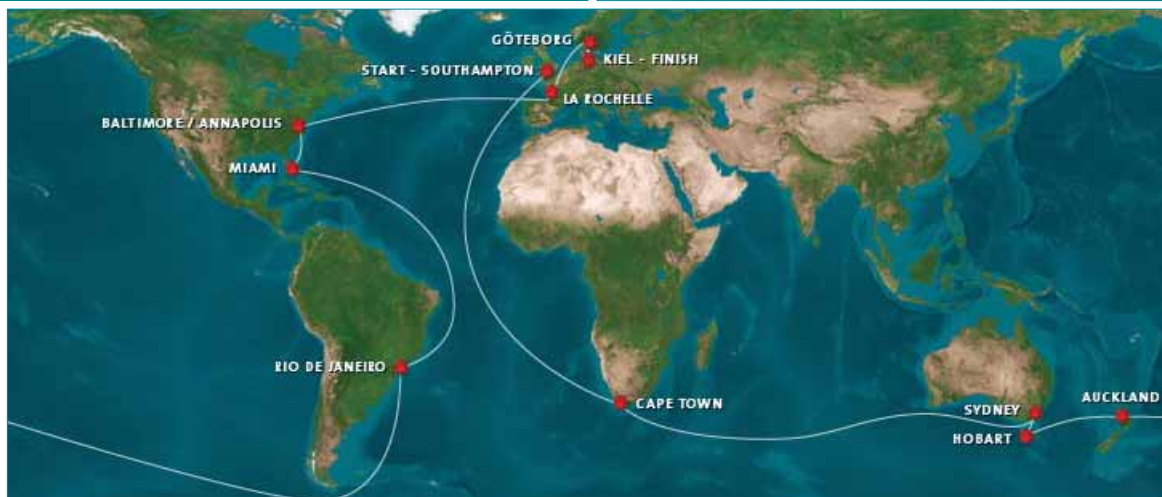 GÖTEBORG
KIEL - FINISH
START - SOUTHAMPTON
LA ROCHELLE
BALTIMORE / ANNAPOLIS
MIAMI
RIO DE JANEIRO
CAPE TOWN
AUCKLAND
SYDNEY
HOBART